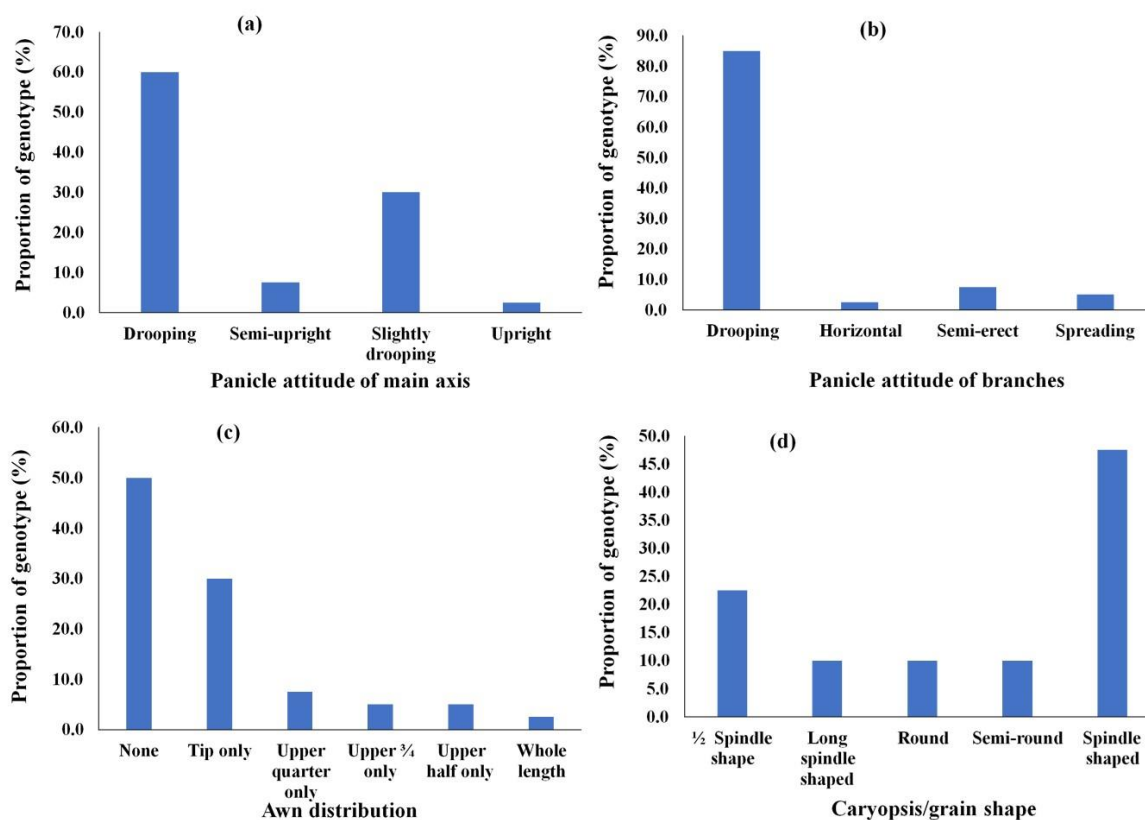 (a)
Proportion of genotype (%)
70.0
60.0
50.0
40.0
30.0
20.0
10.0
0.0
Drooping
Semi-upright
Slightly
drooping
Upright
Panicle attitude of main axis
(b)
Proportion of genotype (%)
90.0
80.0
70.0
60.0
50.0
40.0
30.0
20.0
10.0
0.0
Drooping
Horizontal
Semi-erect
Spreading
Panicle attitude of branches
(c)
Proportion of genotype (%)
60.0
50.0
40.0
30.0
20.0
10.0
0.0
None
Tip only
Upper
quarter
only
Upper ¾
only
Upper
half only
Whole
length
Awn distribution
(d)
Proportion of genotype (%)
50.0
45.0
40.0
35.0
30.0
25.0
20.0
15.0
10.0
5.0
0.0
½ Spindle
shape
Long
spindle
shaped
Round
Semi-round
Spindle
shaped
Caryopsis/grain shape